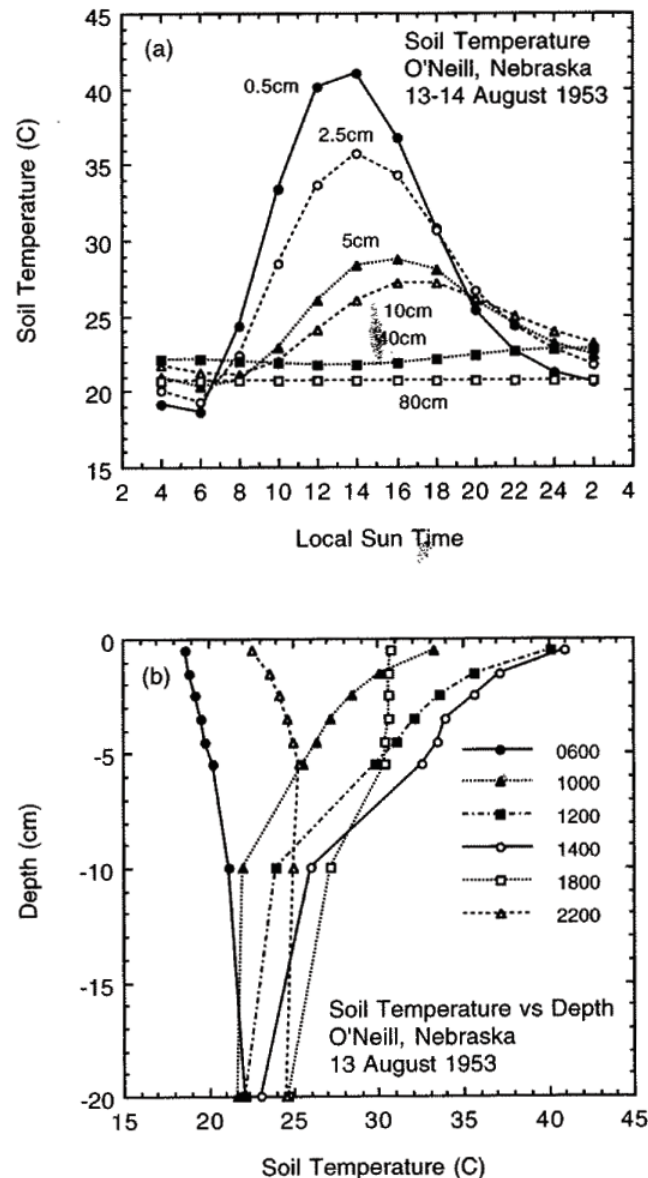 (a)
Soil Temperature
O'Neill, Nebraska
13-14 August 1953
0.5cm
2.5cm
5cm
10cm
40cm
80cm
45
40
35
30
25
20
15
Soil Temperature (C)
2 4 6 8 10 12 14 16 18 20 22 24 2 4
Local Sun Time
(b)
0
-5
-10
-15
-20
Depth (cm)
0600
1000
1200
1400
1800
2200
Soil Temperature vs Depth
O'Neill, Nebraska
13 August 1953
15 20 25 30 35 40 45
Soil Temperature (C)